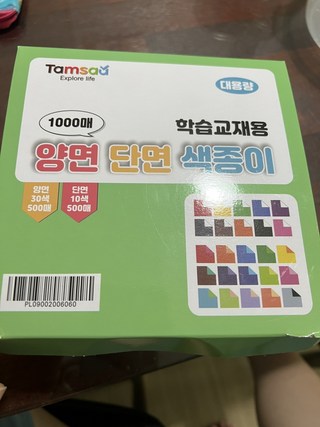 Tamsaa
Explore life
대용량
1000매
학습교재용
양면 단면 색종이
양면
30색
500매
단면
10색
500매
PL09002006060